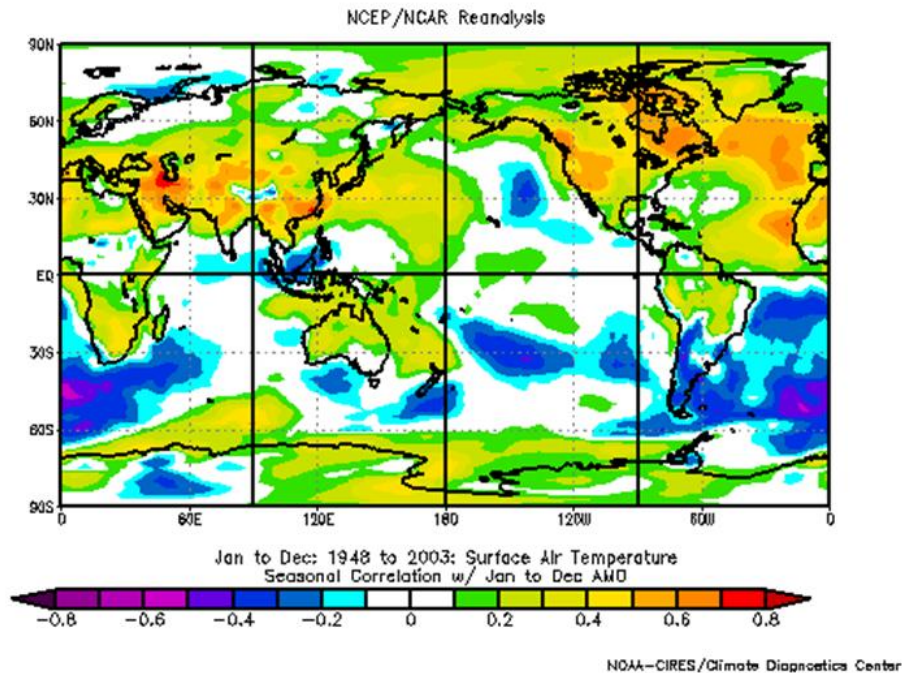 NCEP/NCAR Reanalysis
90N
60N
30N
EQ
30S
60S
90S
0 60E 120E 180 120W 60W 0
Jan to Dec: 1948 to 2003: Surface Air Temperature
Seasonal Correlation w/ Jan to Dec AMO
-0.8 -0.6 -0.4 -0.2 0 0.2 0.4 0.6 0.8
NOAA-CIRES/Climate Diagnostics Center